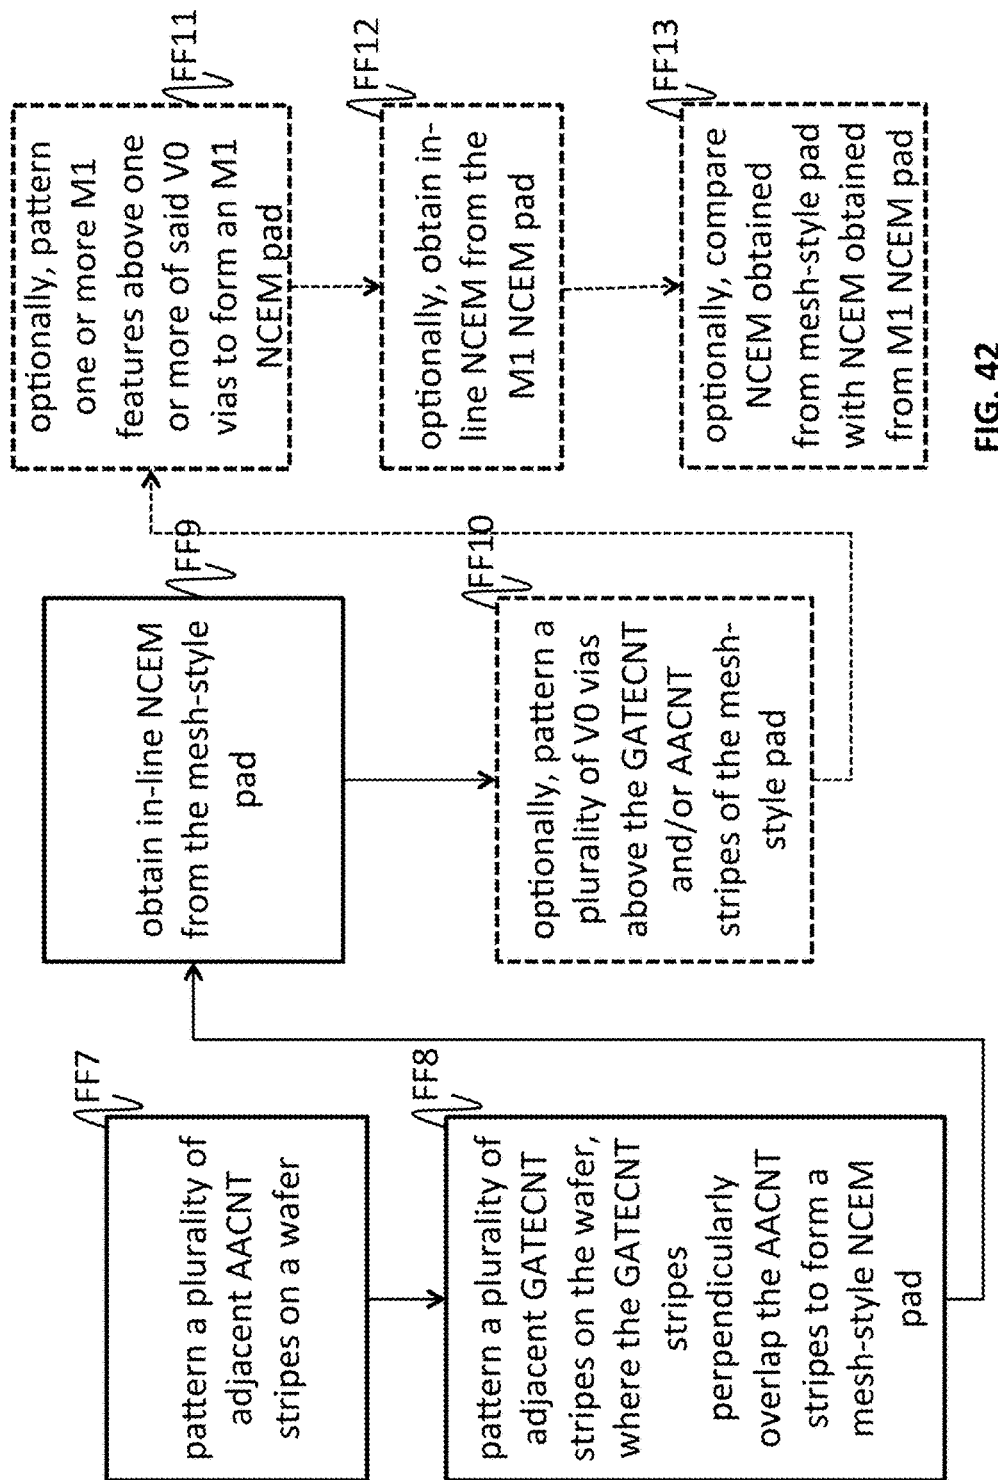 pattern a plurality of
adjacent AACNT
stripes on a wafer
FF7
pattern a plurality of
adjacent GATECNT
stripes on the wafer,
where the GATECNT
stripes
perpendicularly
overlap the AACNT
stripes to form a
mesh-style NCEM
pad
FF8
obtain in-line NCEM
from the mesh-style
pad
FF9
optionally, pattern a
plurality of V0 vias
above the GATECNT
and/or AACNT
stripes of the mesh-
style pad
FF10
optionally, pattern
one or more M1
features above one
or more of said V0
vias to form an M1
NCEM pad
FF11
optionally, obtain in-
line NCEM from the
M1 NCEM pad
FF12
optionally, compare
NCEM obtained
from mesh-style pad
with NCEM obtained
from M1 NCEM pad
FF13
FIG. 42